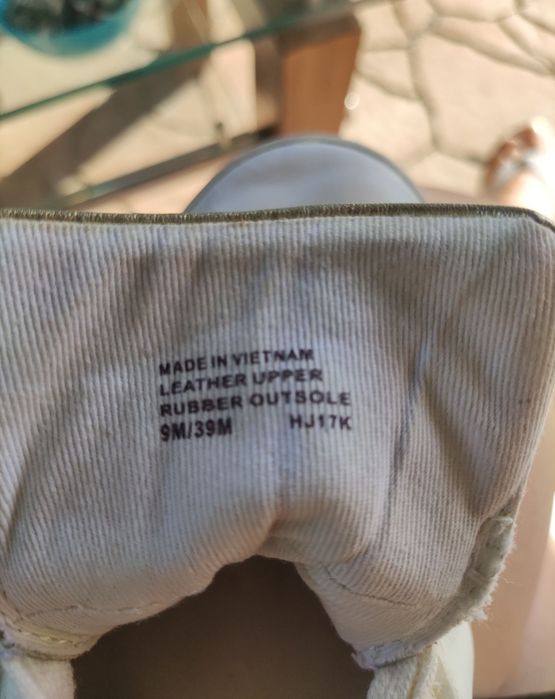 MADE IN VIETNAM
LEATHER UPPER
RUBBER OUTSOLE
9M/39M HJ17K